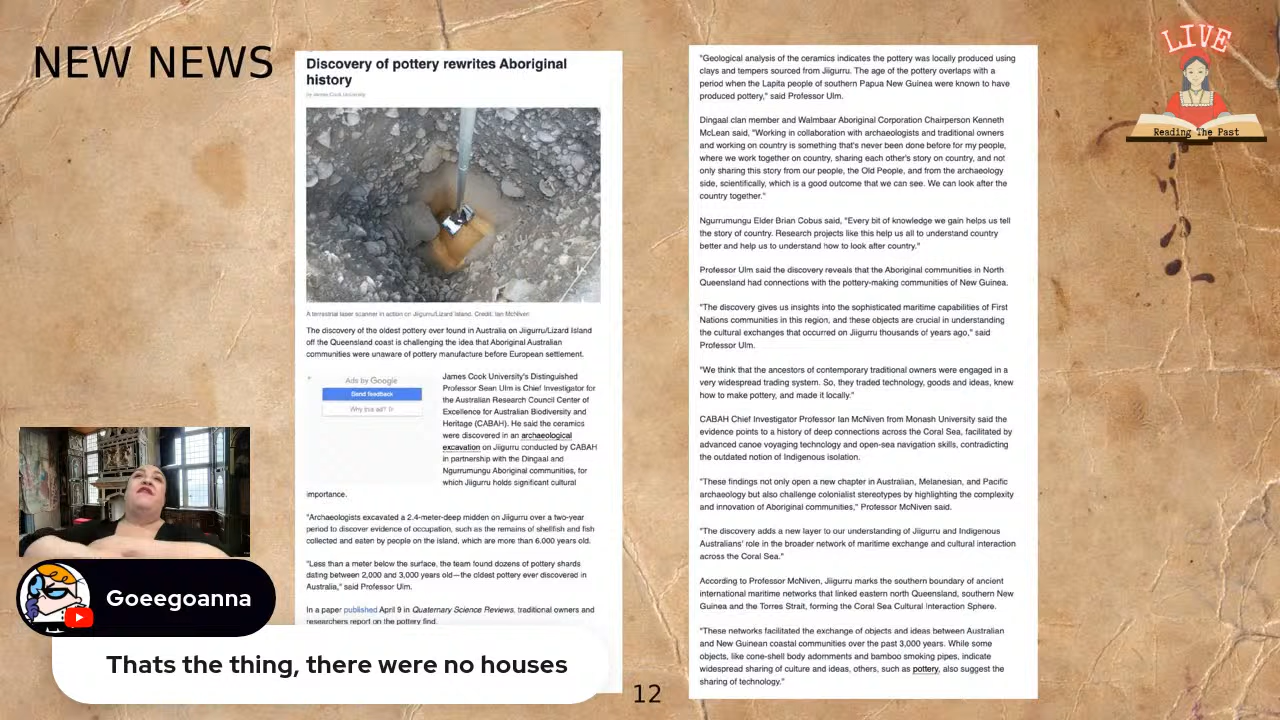 NEW NEWS
Discovery of pottery rewrites Aboriginal
history
by James Cook University
A terrestrial laser scanner in action on Jiigurru/Lizard Island. Credit: Ian McNiven
The discovery of the oldest pottery ever found in Australia on Jiigurru/Lizard Island
off the Queensland coast is challenging the idea that Aboriginal Australian
communities were unaware of pottery manufacture before European settlement.
Ads by Google
Send feedback
Why this ad?
James Cook University's Distinguished
Professor Sean Ulm is Chief Investigator for
the Australian Research Council Center of
Excellence for Australian Biodiversity and
Heritage (CABAH). He said the ceramics
were discovered in an archaeological
excavation on Jiigurru conducted by CABAH
in partnership with the Dingaal and
Ngurrumungu Aboriginal communities, for
which Jiigurru holds significant cultural
importance.
"Archaeologists excavated a 2.4-meter-deep midden on Jiigurru over a two-year
period to discover evidence of occupation, such as the remains of shellfish and fish
collected and eaten by people on the island, which are more than 6,000 years old.
"Less than a meter below the surface, the team found dozens of pottery shards
dating between 2,000 and 3,000 years old—the oldest pottery ever discovered in
Australia," said Professor Ulm.
In a paper published April 9 in Quaternary Science Reviews, traditional owners and
researchers report on the pottery find.
"Geological analysis of the ceramics indicates the pottery was locally produced using
clays and tempers sourced from Jiigurru. The age of the pottery overlaps with a
period when the Lapita people of southern Papua New Guinea were known to have
produced pottery," said Professor Ulm.
Dingaal clan member and Walmbaar Aboriginal Corporation Chairperson Kenneth
McLean said, "Working in collaboration with archaeologists and traditional owners
and working on country is something that's never been done before for my people,
where we work together on country, sharing each other's story on country, and not
only sharing this story from our people, the Old People, and from the archaeology
side, scientifically, which is a good outcome that we can see. We can look after the
country together."
Ngurrumungu Elder Brian Cobus said, "Every bit of knowledge we gain helps us tell
the story of country. Research projects like this help us all to understand country
better and help us to understand how to look after country."
Professor Ulm said the discovery reveals that the Aboriginal communities in North
Queensland had connections with the pottery-making communities of New Guinea.
"The discovery gives us insights into the sophisticated maritime capabilities of First
Nations communities in this region, and these objects are crucial in understanding
the cultural exchanges that occurred on Jiigurru thousands of years ago," said
Professor Ulm.
"We think that the ancestors of contemporary traditional owners were engaged in a
very widespread trading system. So, they traded technology, goods and ideas, knew
how to make pottery, and made it locally."
CABAH Chief Investigator Professor Ian McNiven from Monash University said the
evidence points to a history of deep connections across the Coral Sea, facilitated by
advanced canoe voyaging technology and open-sea navigation skills, contradicting
the outdated notion of Indigenous isolation.
"These findings not only open a new chapter in Australian, Melanesian, and Pacific
archaeology but also challenge colonialist stereotypes by highlighting the complexity
and innovation of Aboriginal communities," Professor McNiven said.
"The discovery adds a new layer to our understanding of Jiigurru and Indigenous
Australians' role in the broader network of maritime exchange and cultural interaction
across the Coral Sea."
According to Professor McNiven, Jiigurru marks the southern boundary of ancient
international maritime networks that linked eastern north Queensland, southern New
Guinea and the Torres Strait, forming the Coral Sea Cultural Interaction Sphere.
"These networks facilitated the exchange of objects and ideas between Australian
and New Guinean coastal communities over the past 3,000 years. While some
objects, like cone-shell body adornments and bamboo smoking pipes, indicate
widespread sharing of culture and ideas, others, such as pottery, also suggest the
sharing of technology."
LIVE
Reading The Past
Goeegoanna
Thats the thing, there were no houses
12